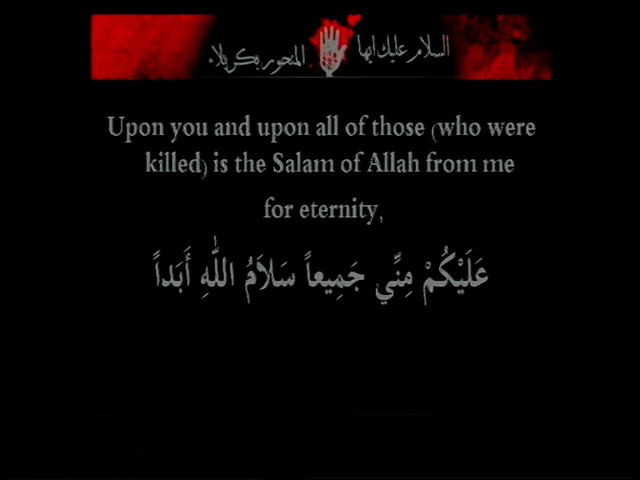 السلام عليك ايها المنحور بكربلا.
Upon you and upon all of those (who were
killed) is the Salam of Allah from me
for eternity,
عَلَيْكُمْ مِنِّي جَمِيعاً سَلاَمُ اللّٰهِ أَبَداً